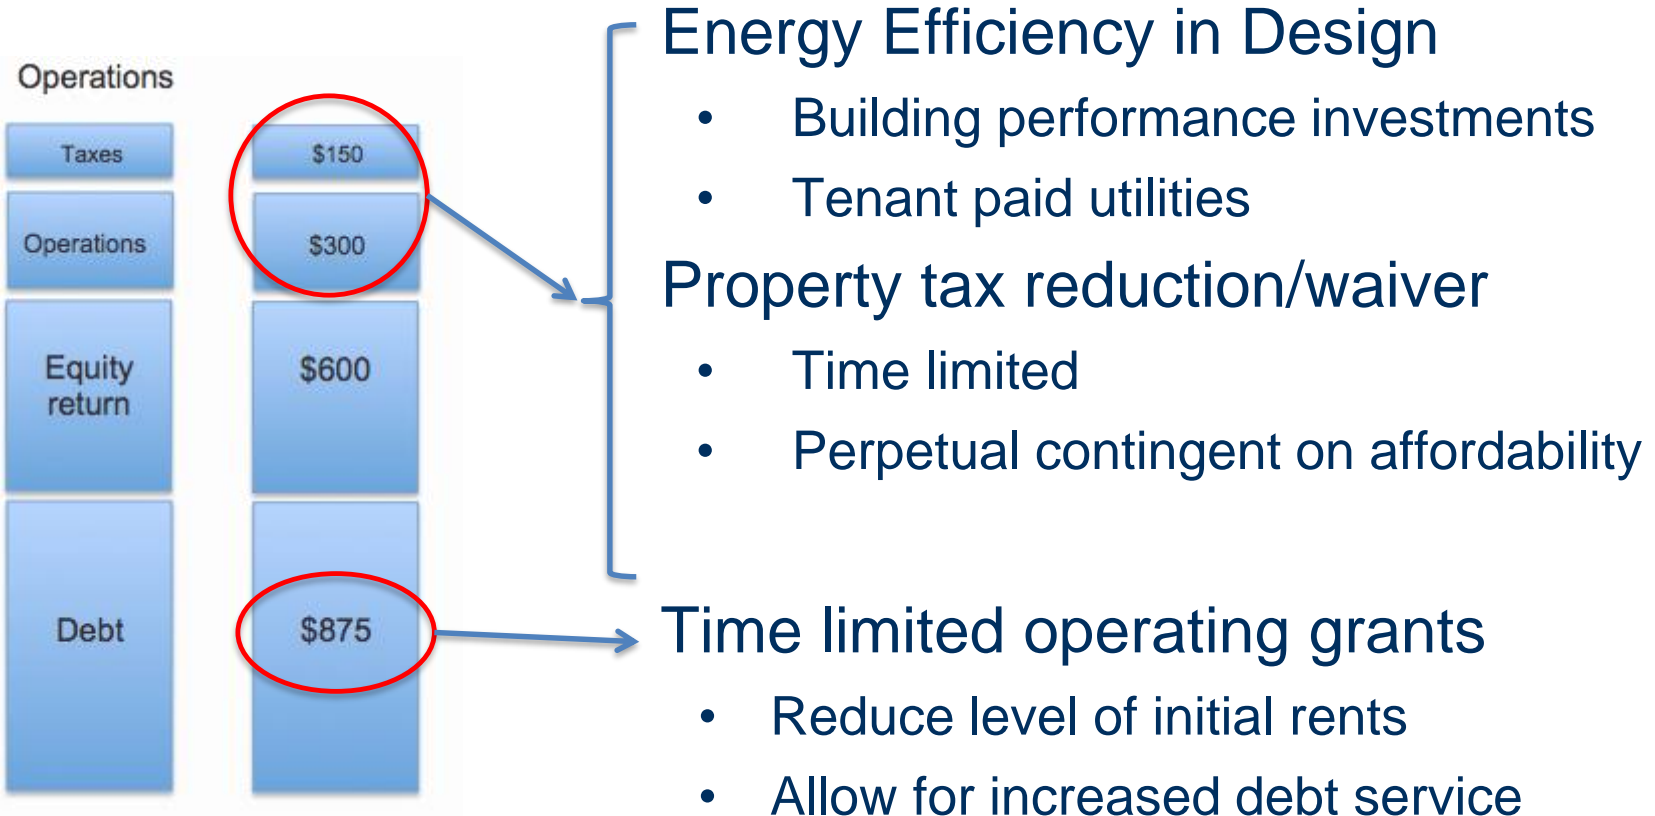 Operations
Taxes
$150
Operations
$300
Equity
return
$600
Debt
$875
Energy Efficiency in Design
• Building performance investments
• Tenant paid utilities
Property tax reduction/waiver
• Time limited
• Perpetual contingent on affordability
Time limited operating grants
• Reduce level of initial rents
• Allow for increased debt service